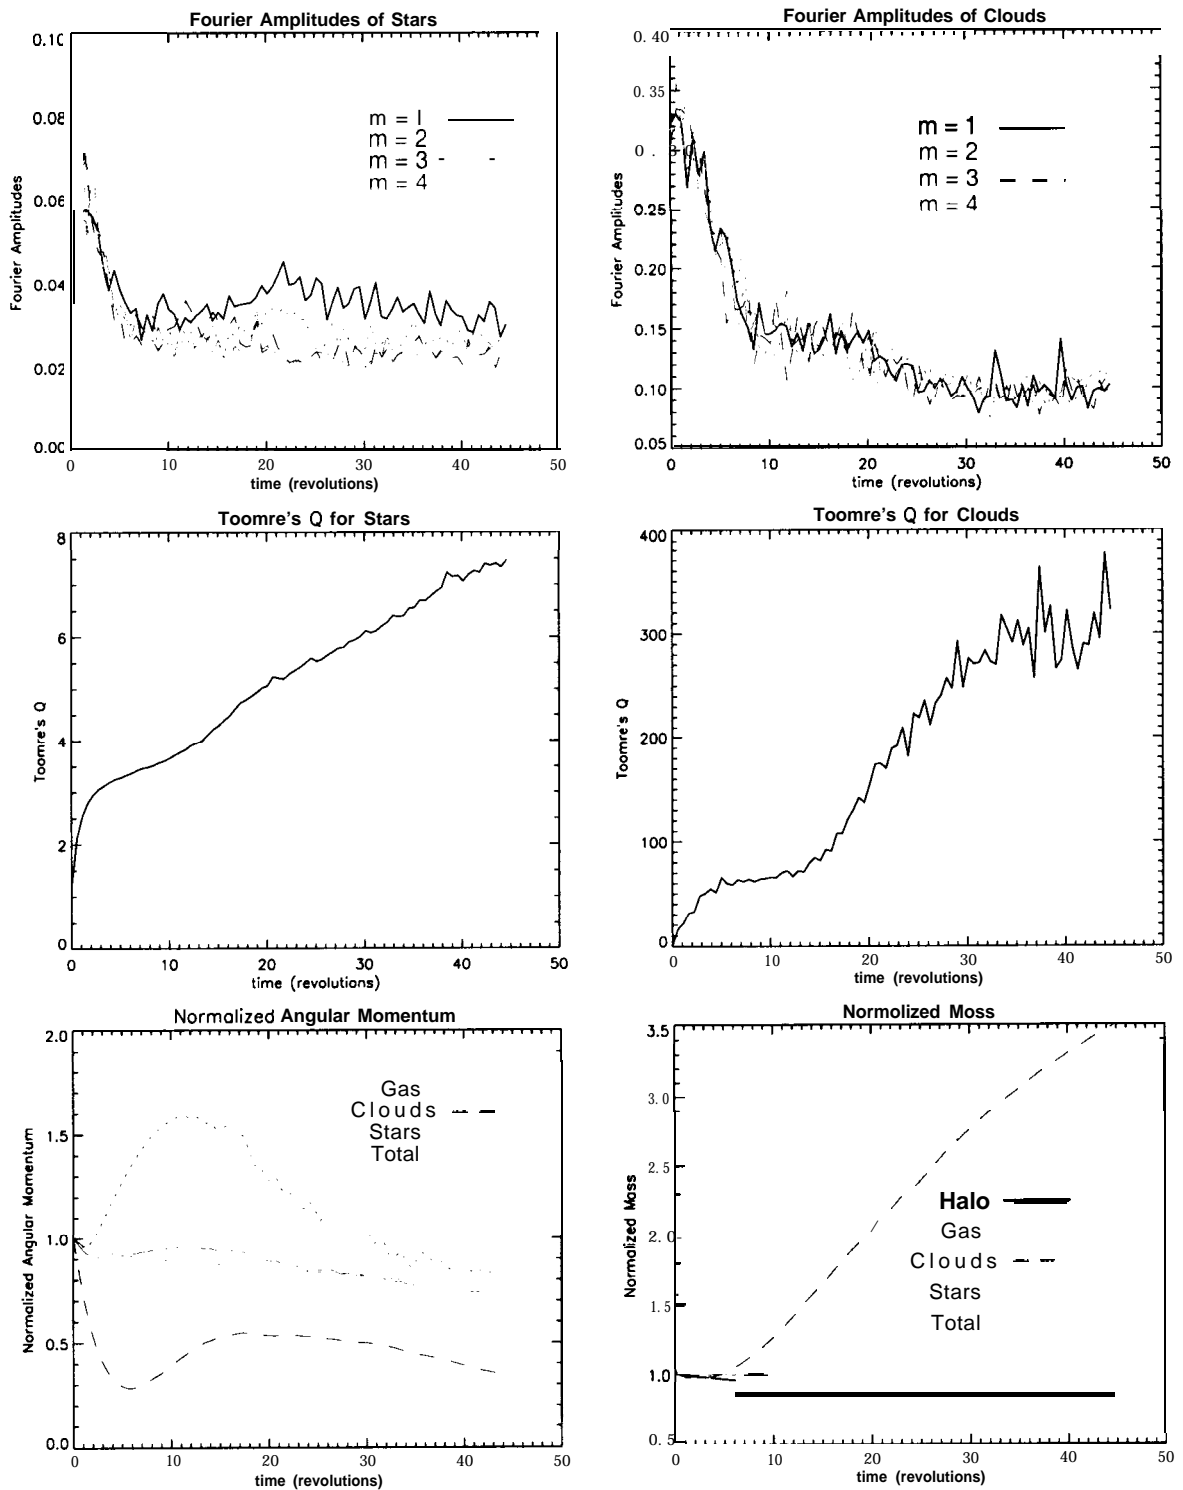 Fourier Amplitudes of Stars
0.10
0.08
0.06
0.04
0.02
0.00
Fourier Amplitudes
m = I
m = 2
m = 3
m = 4
0 10 20 30 40 50
time (revolutions)
Fourier Amplitudes of Clouds
0. 40
0. 35
0 . 3 0
0.25
0.20
0.15
0.10
0.05
Fourier Amplitudes
m = 1
m = 2
m = 3
m = 4
0 10 20 30 40 50
time (revolutions)
Toomre's Q for Stars
8
6
4
2
0
Toomre's Q
0 10 20 30 40 50
time (revolutions)
Toomre's Q for Clouds
400
300
200
100
0
Toomre's Q
0 10 20 30 40 50
time (revolutions)
Normalized Angular Momentum
2.0
1.5
1.0
0.5
0.0
Normalized Angular Momentum
Gas
Clouds
Stars
Total
0 10 20 30 40 50
time (revolutions)
Normolized Moss
3.5
3.0
2.5
2.0
1.5
1.0
0.5
Normalized Mass
Halo
Gas
Clouds
Stars
Total
0 10 20 30 40 50
time (revolutions)